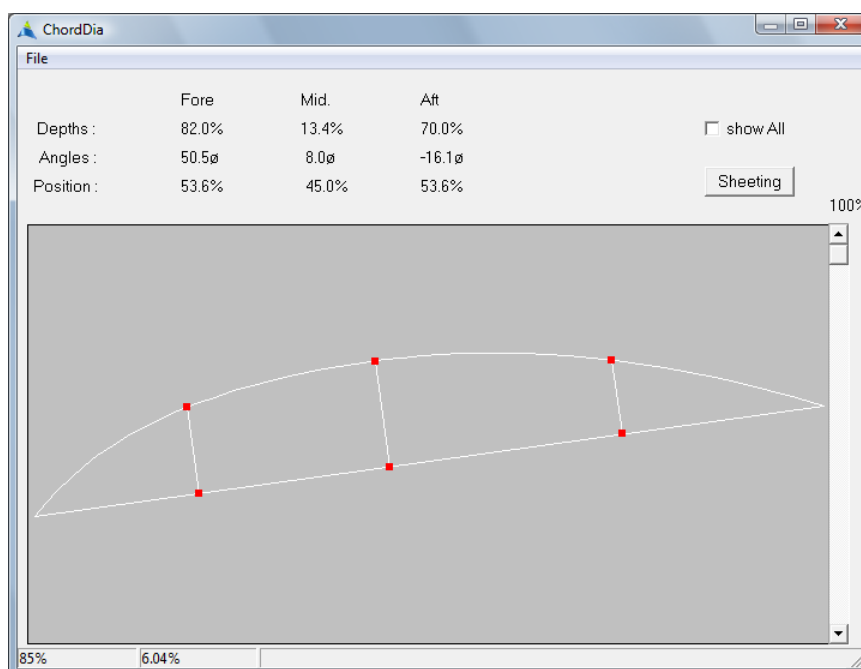 ChordDia
File
Fore Mid. Aft
Depths : 82.0% 13.4% 70.0%
show All
Angles : 50.5ø 8.0ø -16.1ø
Position : 53.6% 45.0% 53.6%
Sheeting
100%
85% 6.04%